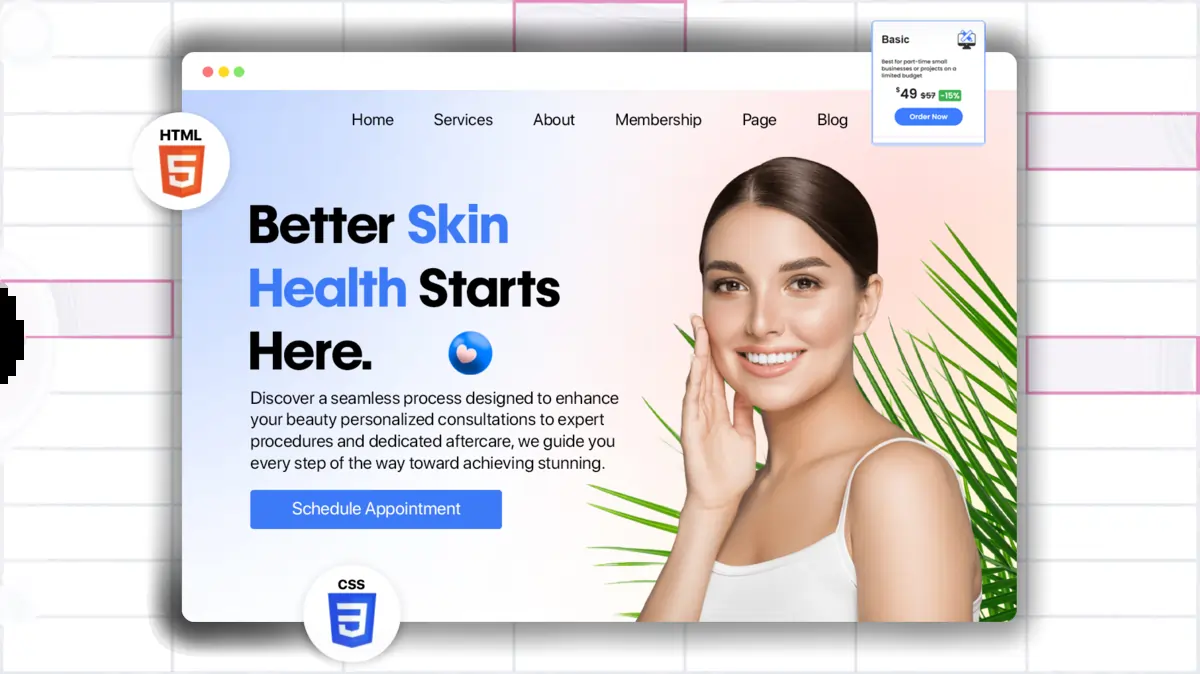 Basic
Best for part-time small
businesses or projects on a
limited budget
$49 $57 -15%
Order Now
Home Services About Membership Page Blog
HTML
5
Better Skin
Health Starts
Here.
Discover a seamless process designed to enhance
your beauty personalized consultations to expert
procedures and dedicated aftercare, we guide you
every step of the way toward achieving stunning.
Schedule Appointment
CSS
3